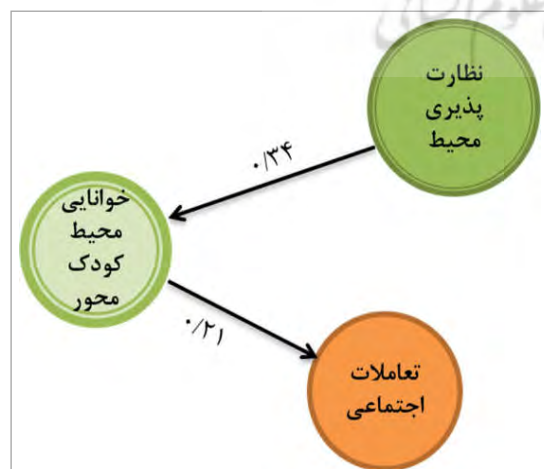 نظارت
پذیری
محیط
۰/۳۴
خوانایی
محیط
کودک
محور
۰/۲۱
تعاملات
اجتماعی